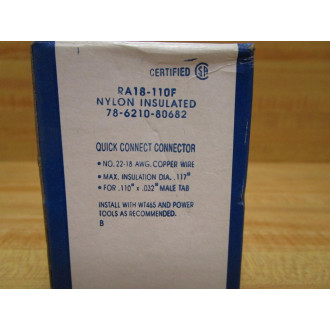 CERTIFIED SA
RA18-110F
NYLON INSULATED
78-6210-80682
QUICK CONNECT CONNECTOR
• NO. 22-18 AWG. COPPER WIRE
• MAX. INSULATION DIA. .117"
• FOR .110" x .032" MALE TAB
INSTALL WITH WT465 AND POWER
TOOLS AS RECOMMENDED.
B